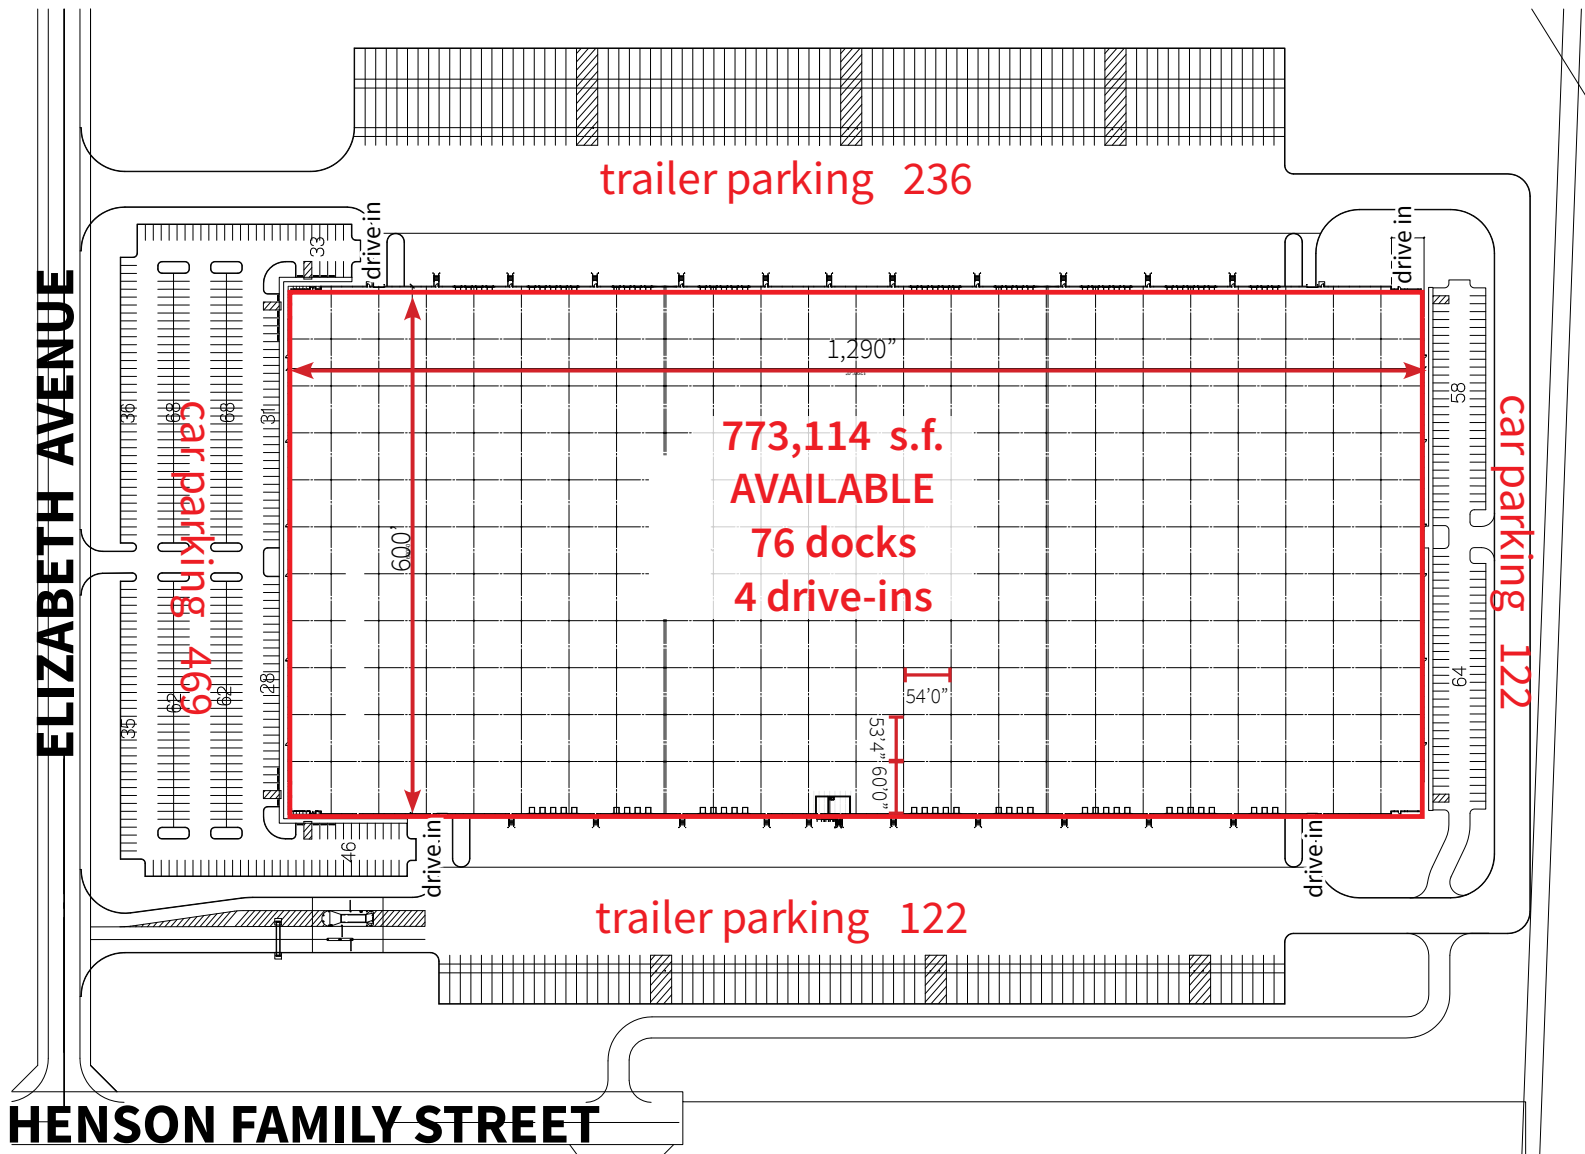 trailer parking 236
drive in
drive in
33
1,290”
36
68
68
31
58
ELIZABETH AVENUE
car parking 469
600’
773,114 s.f.
AVAILABLE
76 docks
4 drive-ins
car parking 122
35
62
62
28
64
54’0”
53’4”
60’0”
46
drive in
drive in
trailer parking 122
HENSON FAMILY STREET